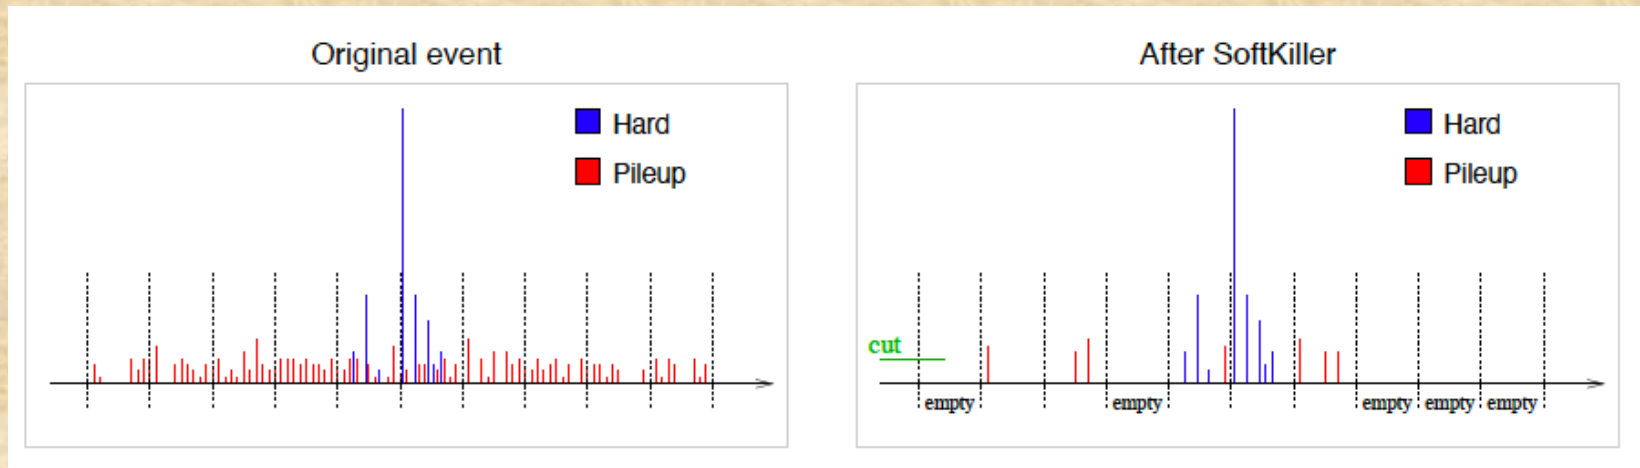 Original event
Hard
Pileup
After SoftKiller
Hard
Pileup
cut
empty empty empty empty empty